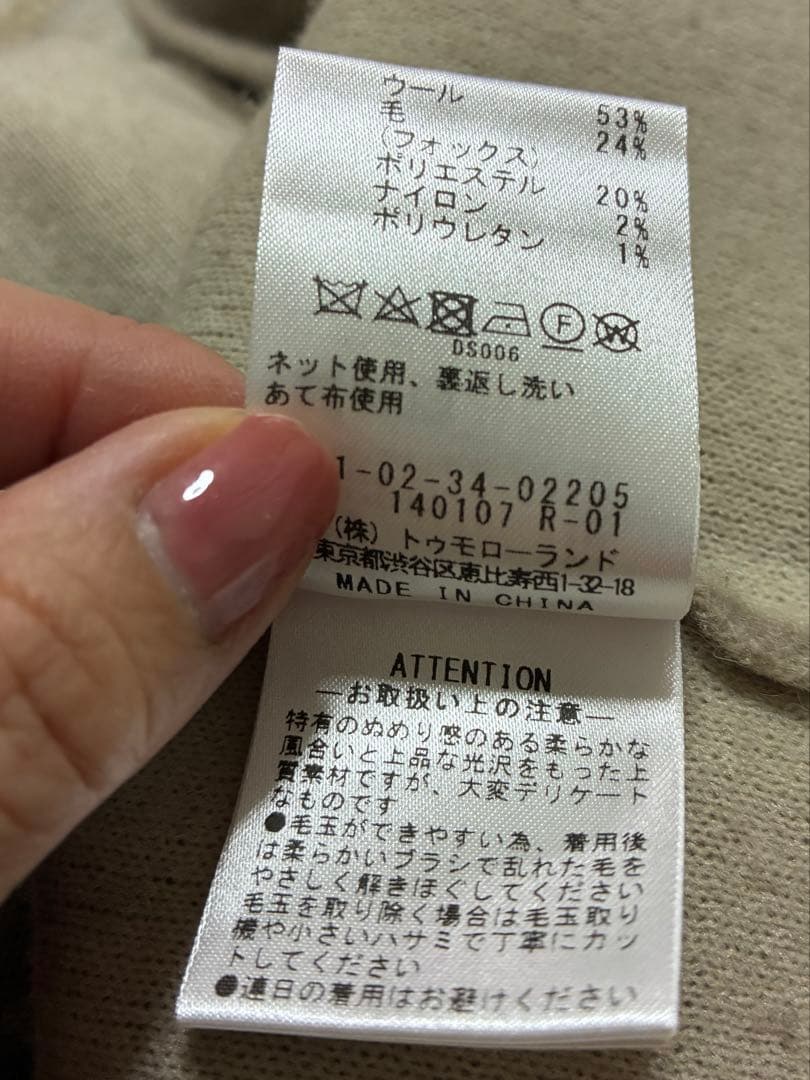 ウール 53%
毛 24%
(フォックス)
ポリエステル 20%
ナイロン 2%
ポリウレタン 1%
F W
DS006
ネット使用、裏返し洗い
あて布使用
1-02-34-02205
140107 R-01
(株) トゥモローランド
東京都渋谷区恵比寿西1-32-18
MADE IN CHINA
ATTENTION
―お取扱い上の注意―
特有のぬめり感のある柔らかな
風合いと上品な光沢をもった上
質素材ですが、大変デリケート
なものです
●毛玉ができやすい為、着用後
は柔らかいブラシで乱れた毛を
やさしく解きほぐしてください
毛玉を取り除く場合は毛玉取り
機や小さいハサミで丁寧にカッ
トしてください
●連日の着用はお避けください